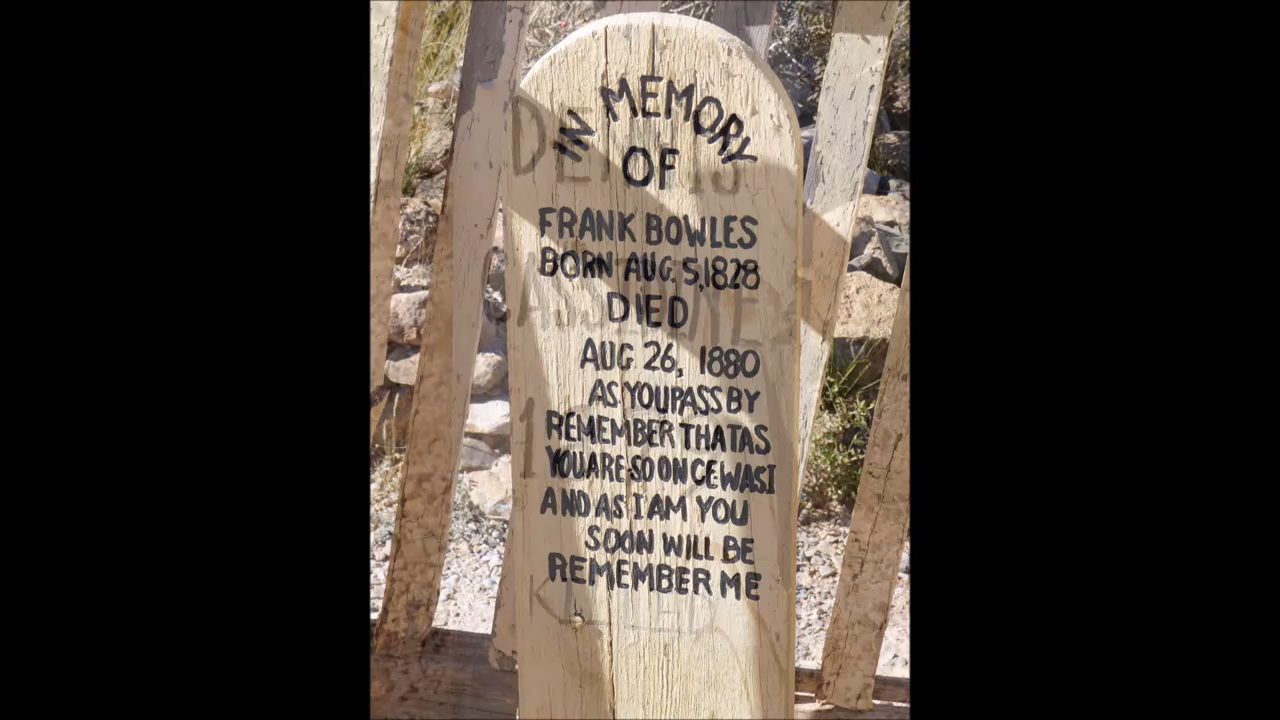 IN MEMORY
OF
FRANK BOWLES
BORN AUG. 5,1828
DIED
AUG 26, 1880
AS YOU PASS BY
REMEMBER THAT AS
YOU ARE SO ONCE WAS I
AND AS I AM YOU
SOON WILL BE
REMEMBER ME